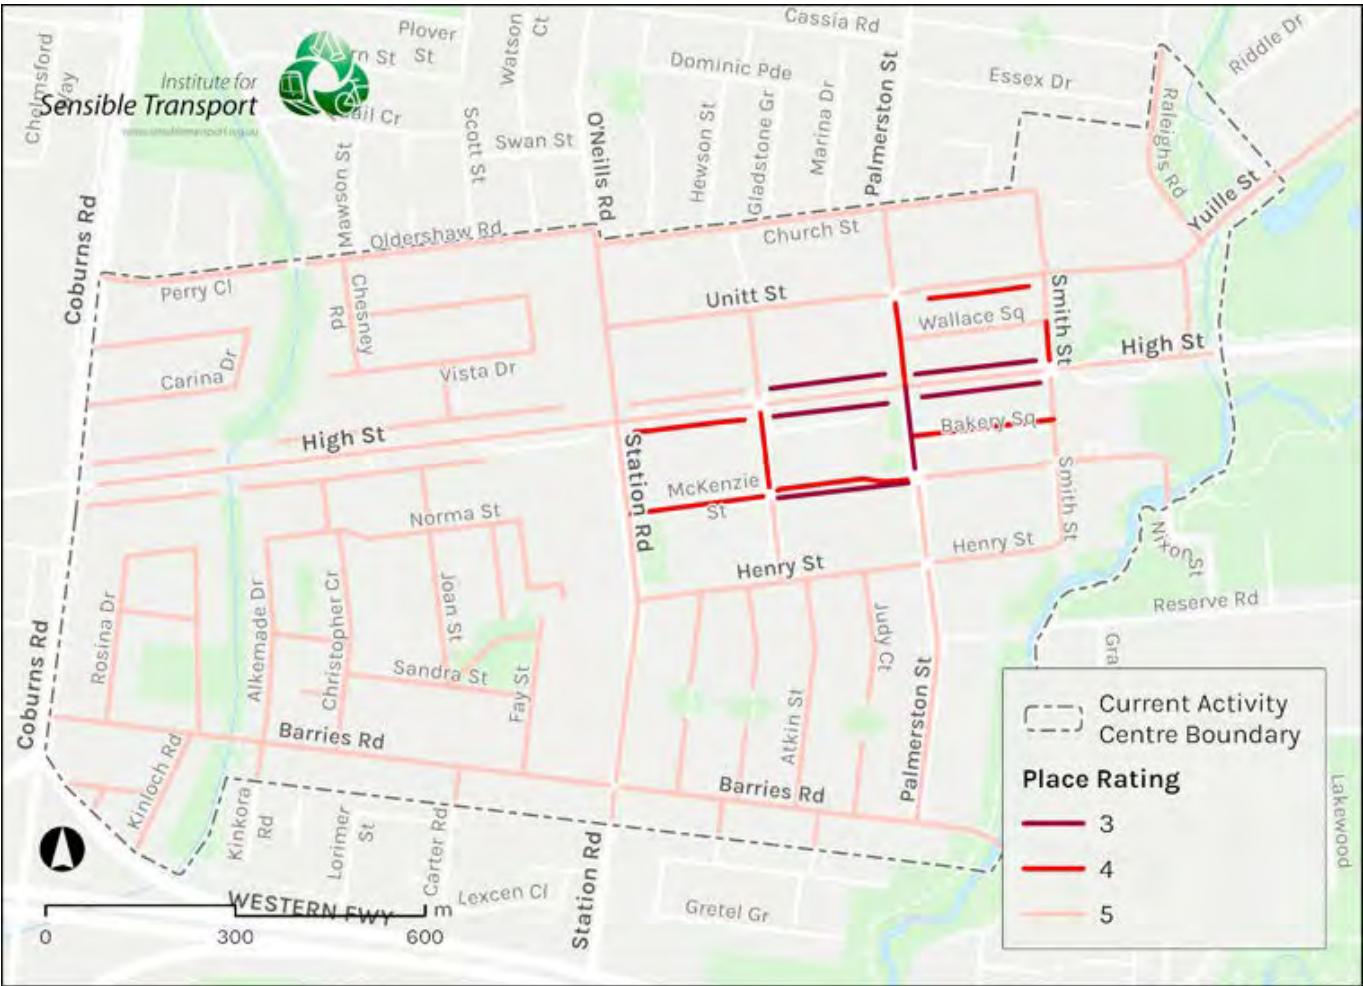 Chelmsford
Way
Plover
St
rn St
Watson
Ct
Cassia Rd
Riddle Dr
Institute for
Sensible Transport
ail Cr
Dominic Pde
Essex Dr
Scott St
Swan St
O'Neills Rd
Hewson St
Gladstone Gr
Marina Dr
Palmerston St
Raleighs Rd
Mawson St
Coburns Rd
Oldershaw Rd
Church St
Yuille St
Perry Cl
Chesney
Rd
Unitt St
Wallace Sq
Smith St
High St
Carina Dr
Vista Dr
High St
Bakery Sq
Station Rd
McKenzie
St
Smith St
Norma St
Henry St
Henry St
Nixon St
Reserve Rd
Gra
Rosina Dr
Alkemade Dr
Christopher Cr
Joan St
Sandra St
Fay St
Judy Ct
Atkin St
Palmerston St
Coburns Rd
Barries Rd
Barries Rd
Kinloch Rd
Kinkora
Rd
Lorimer
St
Carter Rd
Station Rd
Lexcen Cl
Gretel Gr
WESTERN FWY
m
0
300
600
Current Activity
Centre Boundary
Place Rating
3
4
5
Lakewood